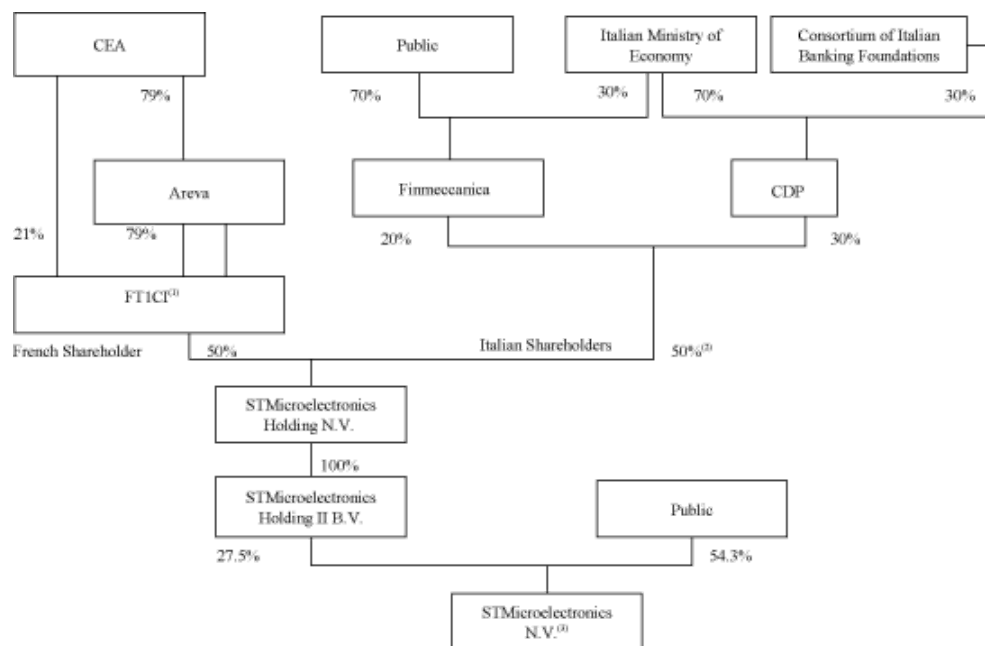 CEA
Public
Italian Ministry of
Economy
Consortium of Italian
Banking Foundations
79%
70%
30%
70%
30%
Areva
Finmeccanica
CDP
21%
79%
20%
30%
FT1CI(1)
French Shareholder
50%
Italian Shareholders
50%(2)
STMicroelectronics
Holding N.V.
100%
STMicroelectronics
Holding II B.V.
Public
27.5%
54.3%
STMicroelectronics
N.V.(3)